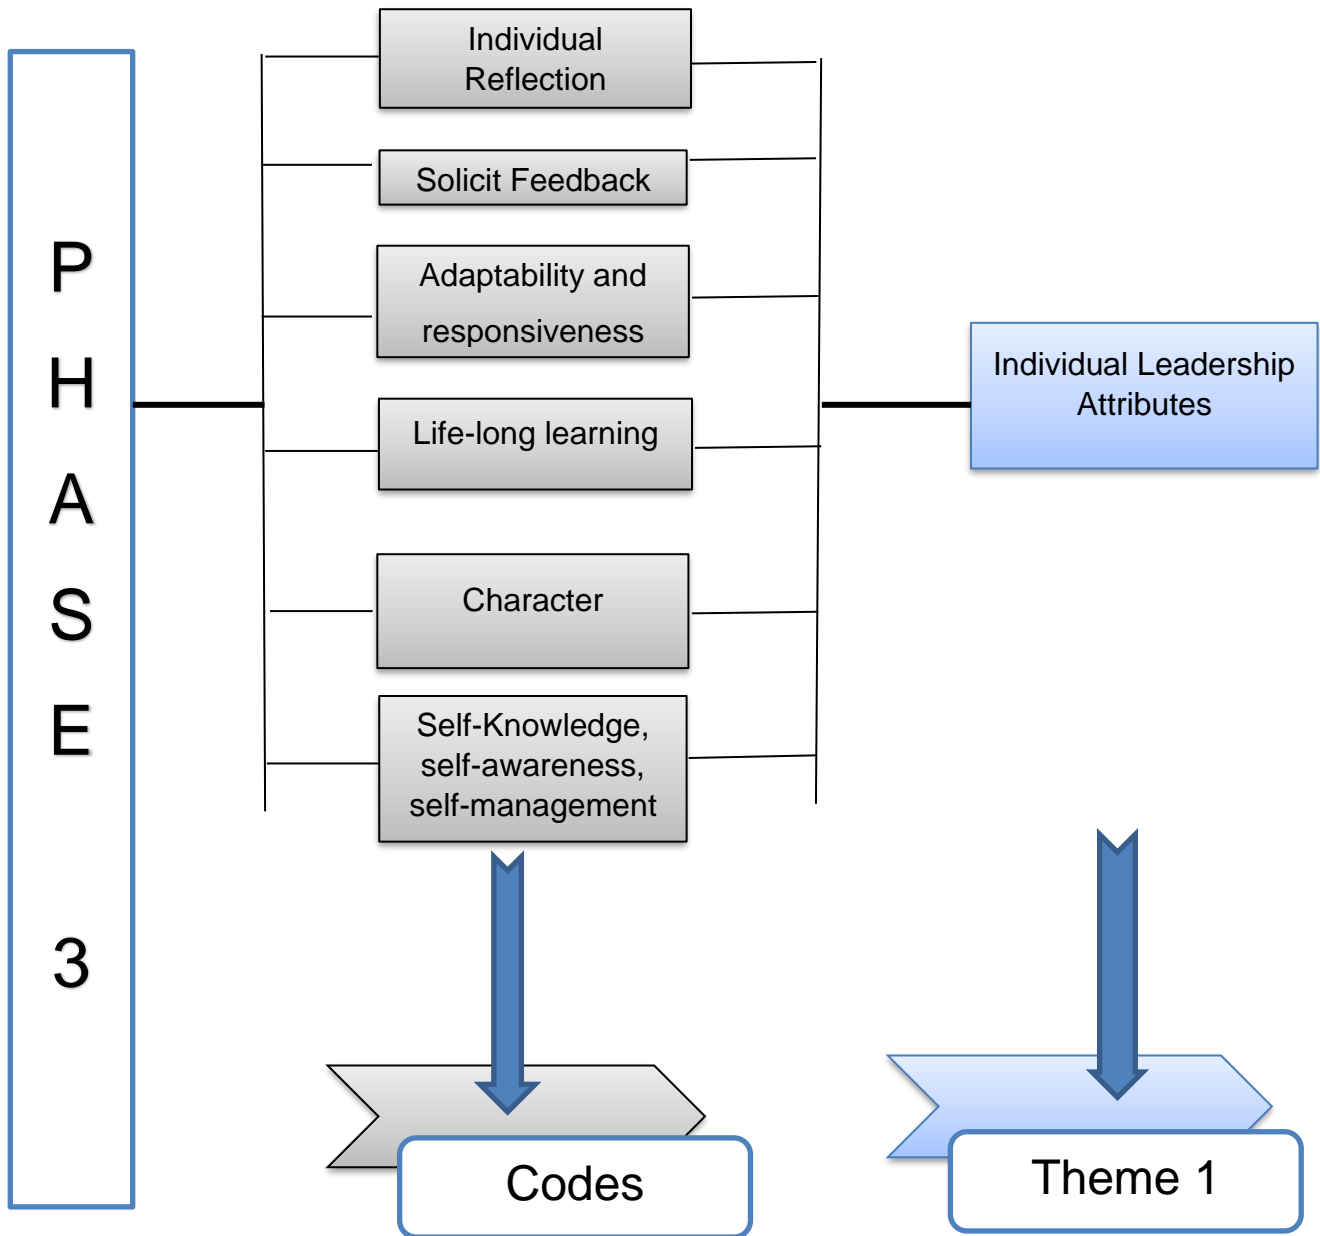 P
H
A
S
E
3
Individual
Reflection
Solicit Feedback
Adaptability and
responsiveness
Life-long learning
Character
Self-Knowledge,
self-awareness,
self-management
Individual Leadership
Attributes
Codes
Theme 1